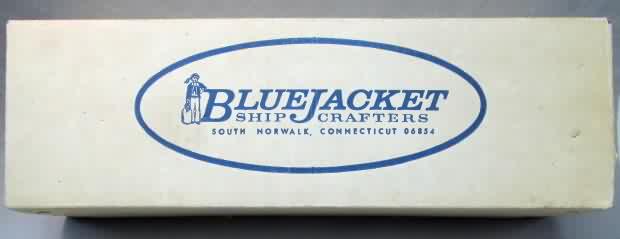 BLUEJACKET
SHIP CRAFTERS
SOUTH NORWALK, CONNECTICUT 06854